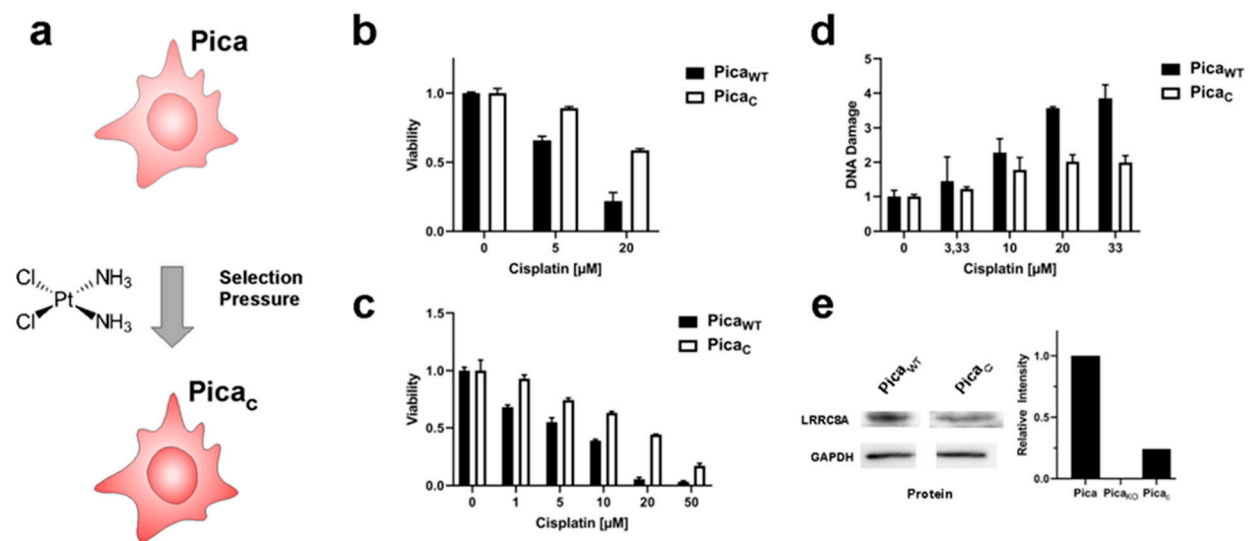 a
Pica
Cl
NH3
Pt
Cl
NH3
Selection
Pressure
PicaC
b
PicaWT
PicaC
Viability
1.0
0.5
0.0
0 5 20
Cisplatin [µM]
c
PicaWT
PicaC
Viability
1.5
1.0
0.5
0.0
0 1 5 10 20 50
Cisplatin [µM]
d
PicaWT
PicaC
DNA Damage
5
4
3
2
1
0
0 3,33 10 20 33
Cisplatin [µM]
e
PicaWT PicaC
LRRC8A
GAPDH
Protein
Relative Intensity
1.0
0.5
0.0
Pica PicaKO PicaC